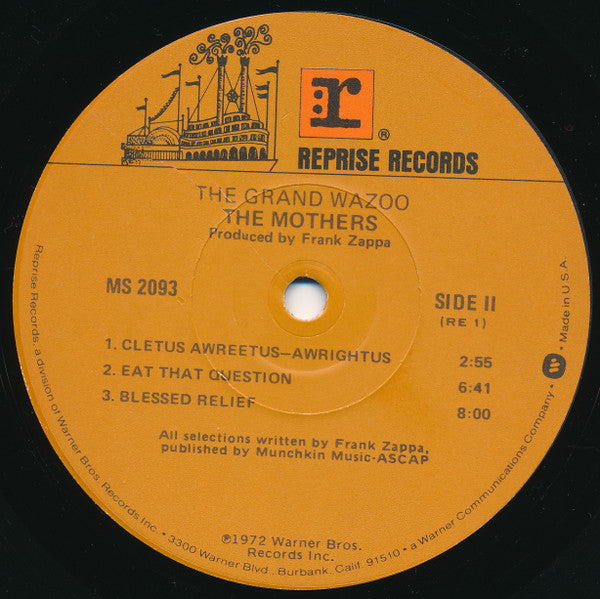 r
®
REPRISE RECORDS
THE GRAND WAZOO
THE MOTHERS
Produced by Frank Zappa
MS 2093
SIDE II
(RE 1)
1. CLETUS AWREETUS–AWRIGHTUS 2:55
2. EAT THAT QUESTION 6:41
3. BLESSED RELIEF 8:00
All selections written by Frank Zappa,
published by Munchkin Music-ASCAP
℗1972 Warner Bros.
Records Inc.
Reprise Records, a division of Warner Bros. Records Inc. • 3300 Warner Blvd., Burbank, Calif. 91510 • a Warner Communications Company • W • Made in U.S.A.